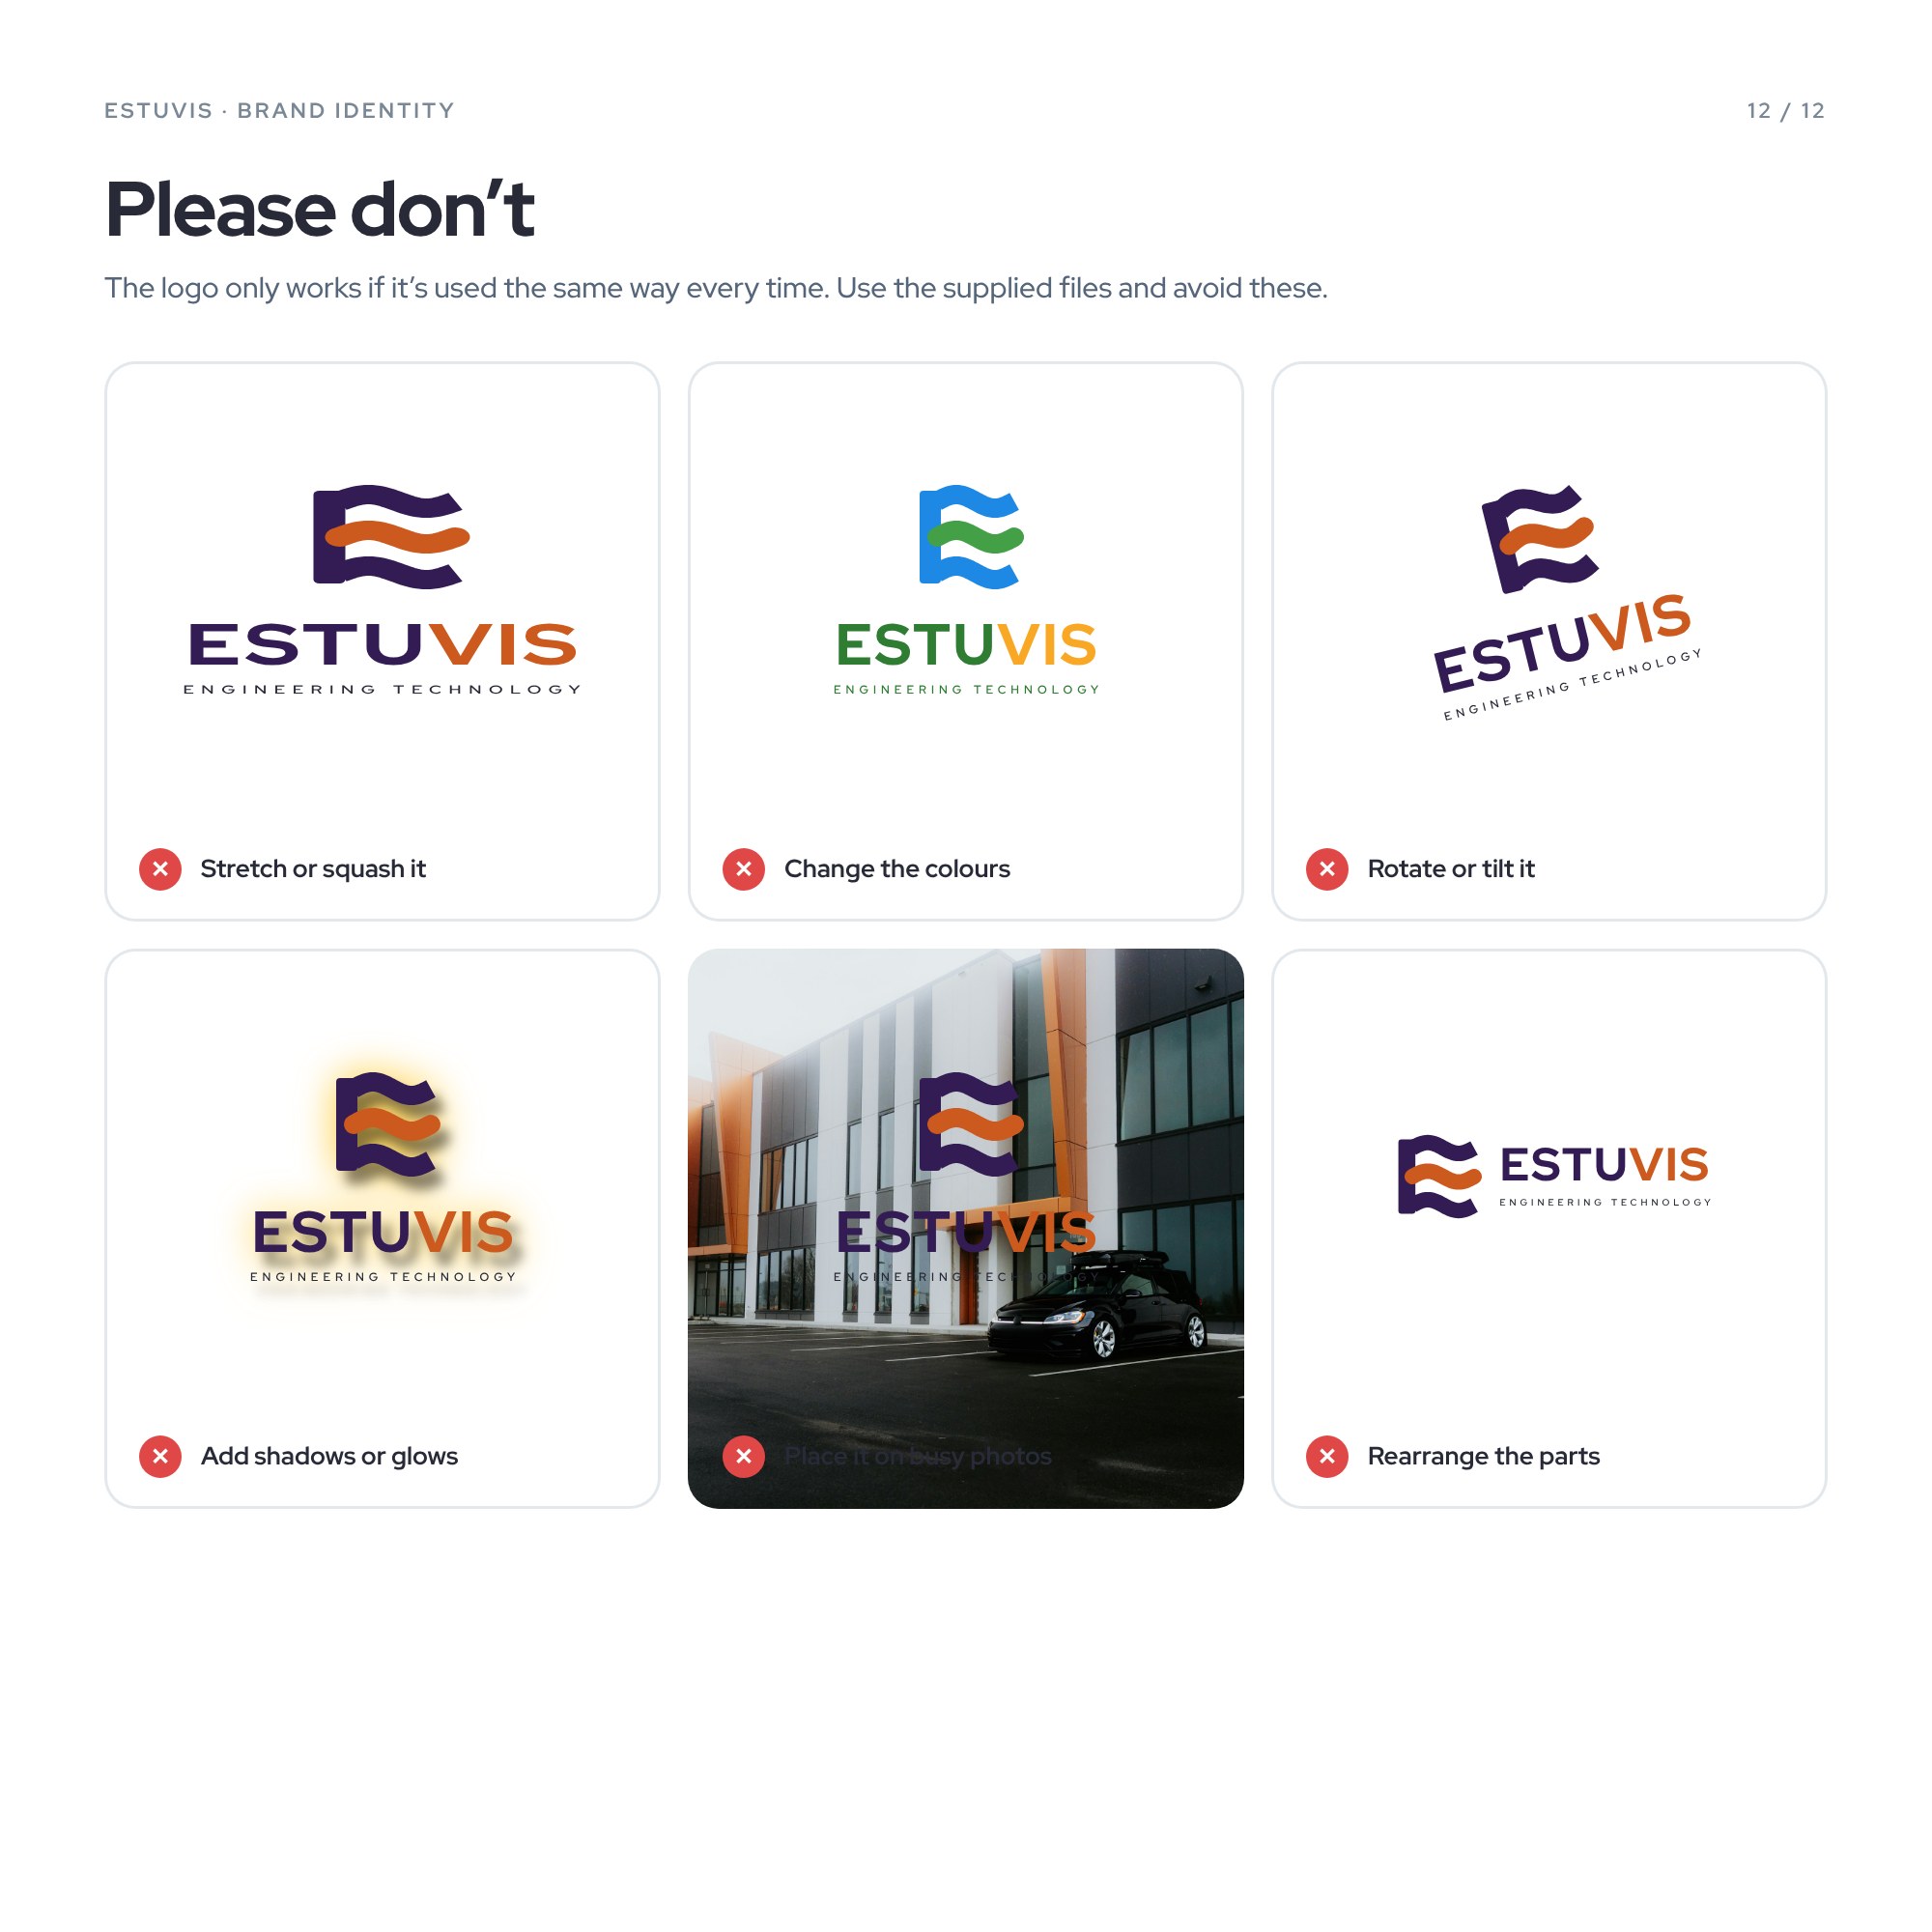 ESTUVIS · BRAND IDENTITY
12 / 12
Please don’t
The logo only works if it’s used the same way every time. Use the supplied files and avoid these.
ESTUVIS
ENGINEERING TECHNOLOGY
Stretch or squash it
ESTUVIS
ENGINEERING TECHNOLOGY
Change the colours
ESTUVIS
ENGINEERING TECHNOLOGY
Rotate or tilt it
ESTUVIS
ENGINEERING TECHNOLOGY
Add shadows or glows
ESTUVIS
ENGINEERING TECHNOLOGY
Place it on busy photos
ESTUVIS
ENGINEERING TECHNOLOGY
Rearrange the parts